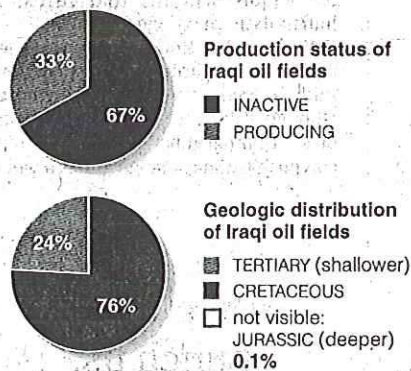 33%
67%
Production status of
Iraqi oil fields
INACTIVE
PRODUCING
24%
76%
Geologic distribution
of Iraqi oil fields
TERTIARY (shallower)
CRETACEOUS
not visible:
JURASSIC (deeper)
0.1%